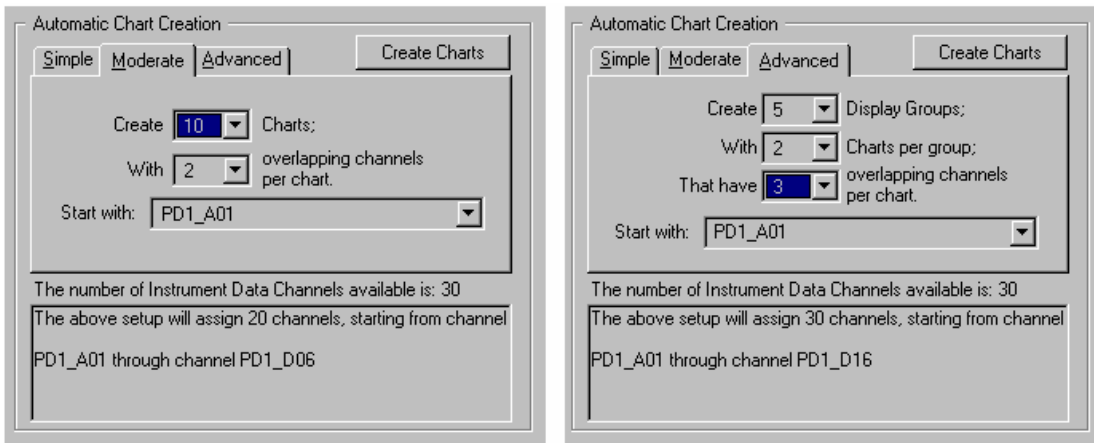 Automatic Chart Creation
Simple Moderate Advanced Create Charts
Create 10 Charts;
With 2 overlapping channels
per chart.
Start with: PD1_A01
The number of Instrument Data Channels available is: 30
The above setup will assign 20 channels, starting from channel
PD1_A01 through channel PD1_D06
Automatic Chart Creation
Simple Moderate Advanced Create Charts
Create 5 Display Groups;
With 2 Charts per group;
That have 3 overlapping channels
per chart.
Start with: PD1_A01
The number of Instrument Data Channels available is: 30
The above setup will assign 30 channels, starting from channel
PD1_A01 through channel PD1_D16